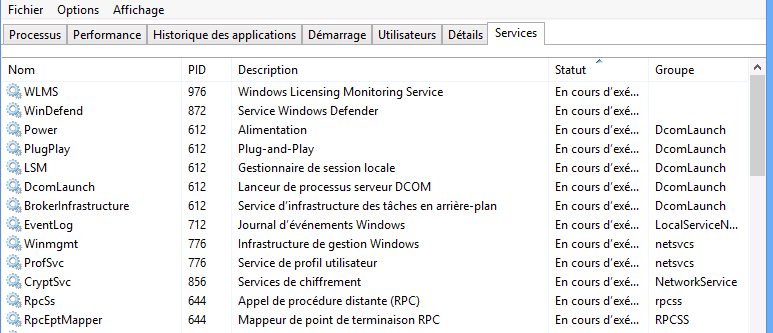 Fichier Options Affichage
Processus Performance Historique des applications Démarrage Utilisateurs Détails Services
Nom PID Description Statut Groupe
WLMS 976 Windows Licensing Monitoring Service En cours d'exé...
WinDefend 872 Service Windows Defender En cours d'exé...
Power 612 Alimentation En cours d'exé... DcomLaunch
PlugPlay 612 Plug-and-Play En cours d'exé... DcomLaunch
LSM 612 Gestionnaire de session locale En cours d'exé... DcomLaunch
DcomLaunch 612 Lanceur de processus serveur DCOM En cours d'exé... DcomLaunch
BrokerInfrastructure 612 Service d'infrastructure des tâches en arrière-plan En cours d'exé... DcomLaunch
EventLog 712 Journal d'événements Windows En cours d'exé... LocalServiceN...
Winmgmt 776 Infrastructure de gestion Windows En cours d'exé... netsvcs
ProfSvc 776 Service de profil utilisateur En cours d'exé... netsvcs
CryptSvc 856 Services de chiffrement En cours d'exé... NetworkService
RpcSs 644 Appel de procédure distante (RPC) En cours d'exé... rpcss
RpcEptMapper 644 Mappeur de point de terminaison RPC En cours d'exé... RPCSS